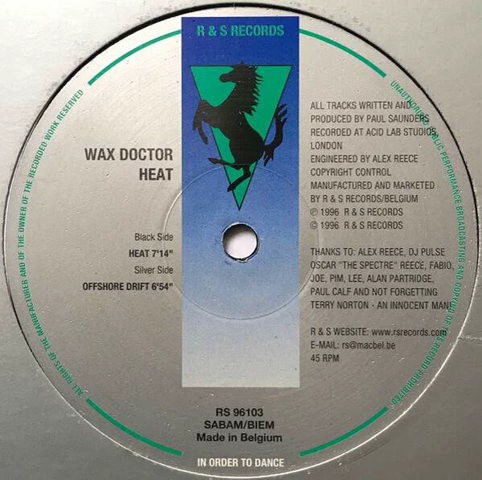 R & S RECORDS
WAX DOCTOR
HEAT
Black Side
HEAT 7'14"
Silver Side
OFFSHORE DRIFT 6'54"
ALL TRACKS WRITTEN AND
PRODUCED BY PAUL SAUNDERS
RECORDED AT ACID LAB STUDIOS,
LONDON
ENGINEERED BY ALEX REECE
COPYRIGHT CONTROL
MANUFACTURED AND MARKETED
BY R & S RECORDS/BELGIUM
℗ 1996 R & S RECORDS
© 1996 R & S RECORDS
THANKS TO: ALEX REECE, DJ PULSE
OSCAR "THE SPECTRE" REECE, FABIO,
JOE, PIM, LEE, ALAN PARTRIDGE,
PAUL CALF AND NOT FORGETTING
TERRY NORTON - AN INNOCENT MAN!
R & S WEBSITE: www.rsrecords.com
E-MAIL: rs@macbel.be
45 RPM
RS 96103
SABAM/BIEM
Made in Belgium
IN ORDER TO DANCE
ALL RIGHTS OF THE MANUFACTURER AND OF THE OWNER OF THE RECORDED WORK RESERVED
UNAUTHORIZED PUBLIC PERFORMANCE BROADCASTING AND COPYING OF THIS RECORD PROHIBITED